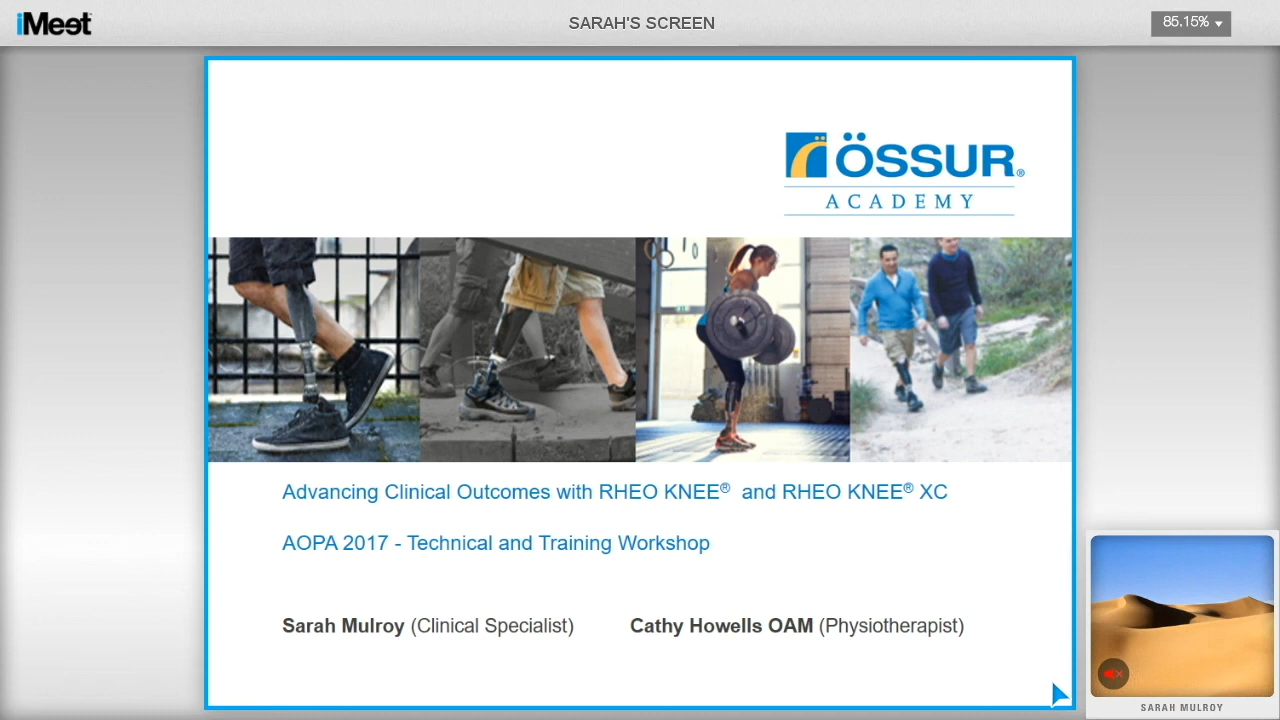 iMeet
SARAH'S SCREEN
85.15%
ÖSSUR®
ACADEMY
Advancing Clinical Outcomes with RHEO KNEE® and RHEO KNEE® XC
AOPA 2017 - Technical and Training Workshop
Sarah Mulroy (Clinical Specialist) Cathy Howells OAM (Physiotherapist)
SARAH MULROY